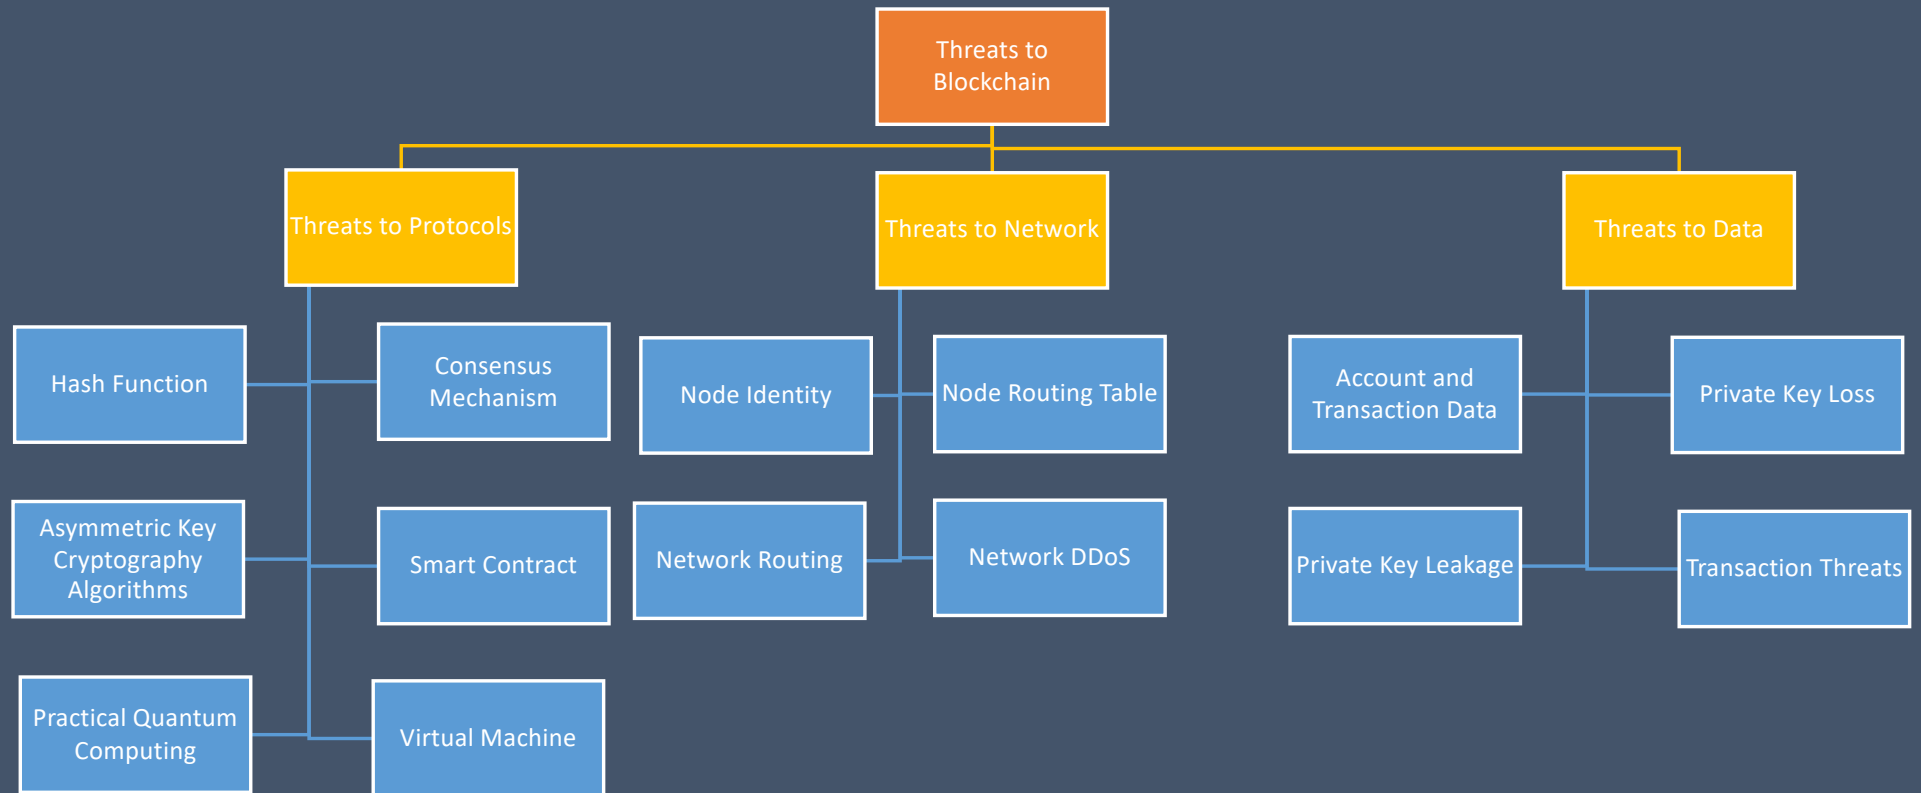 Threats to
Blockchain
Threats to Protocols
Threats to Network
Threats to Data
Hash Function
Consensus
Mechanism
Asymmetric Key
Cryptography
Algorithms
Smart Contract
Practical Quantum
Computing
Virtual Machine
Node Identity
Node Routing Table
Network Routing
Network DDoS
Account and
Transaction Data
Private Key Loss
Private Key Leakage
Transaction Threats